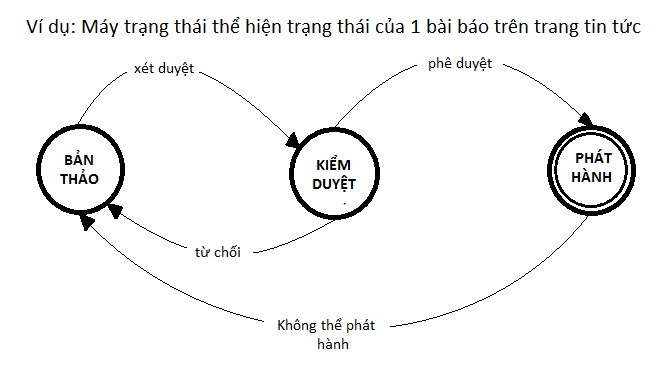 Ví dụ: Máy trạng thái thể hiện trạng thái của 1 bài báo trên trang tin tức
xét duyệt
phê duyệt
BẢN
THẢO
KIỂM
DUYỆT
PHÁT
HÀNH
từ chối
Không thể phát
hành